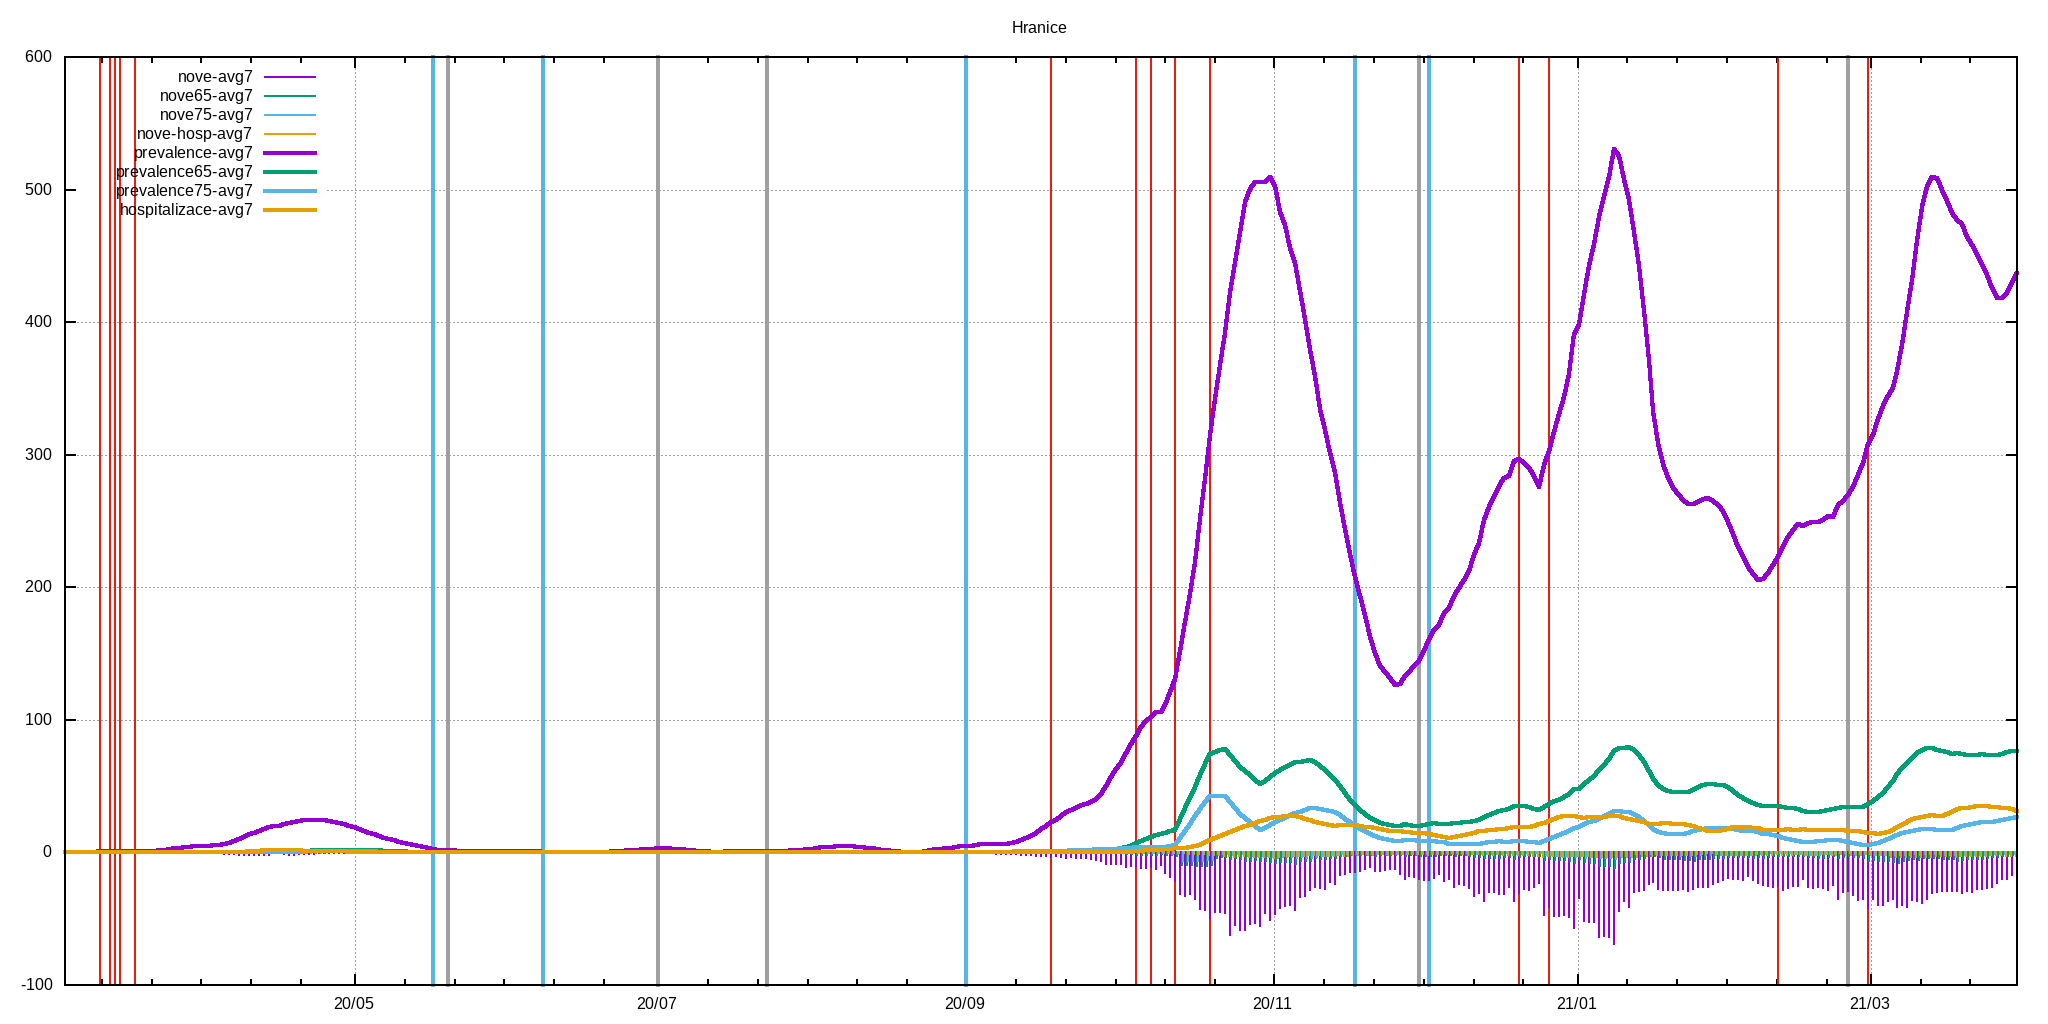 Hranice
600
500
400
300
200
100
0
-100
nove-avg7
nove65-avg7
nove75-avg7
nove-hosp-avg7
prevalence-avg7
prevalence65-avg7
prevalence75-avg7
hospitalizace-avg7
20/05 20/07 20/09 20/11 21/01 21/03